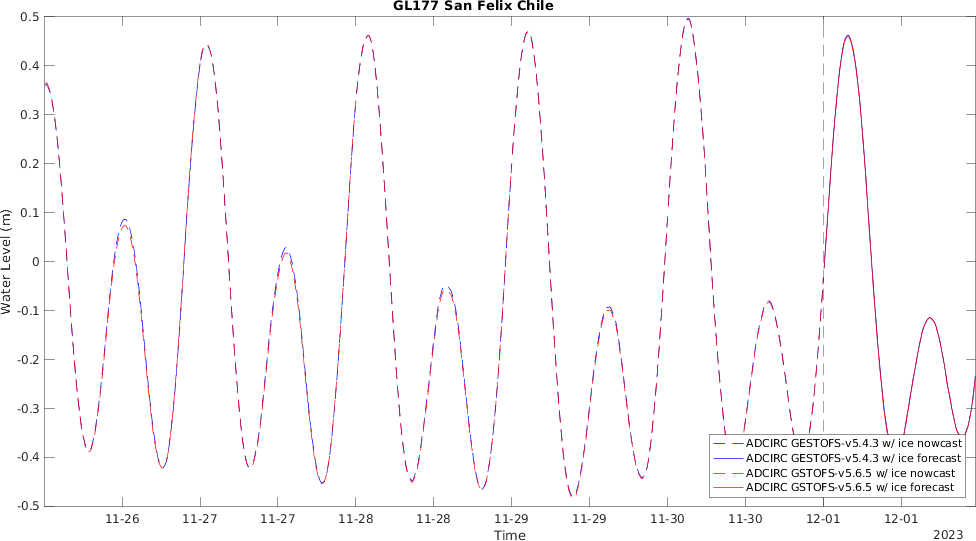 GL177 San Felix Chile
Water Level (m)
0.5
0.4
0.3
0.2
0.1
0
-0.1
-0.2
-0.3
-0.4
-0.5
ADCIRC GESTOFS-v5.4.3 w/ ice nowcast
ADCIRC GESTOFS-v5.4.3 w/ ice forecast
ADCIRC GSTOFS-v5.6.5 w/ ice nowcast
ADCIRC GSTOFS-v5.6.5 w/ ice forecast
11-26 11-27 11-27 11-28 11-28 11-29 11-29 11-30 11-30 12-01 12-01
Time
2023